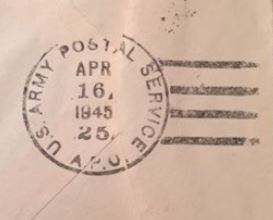 U.S. ARMY POSTAL SERVICE
APR
16
1945
25
A.P.O.